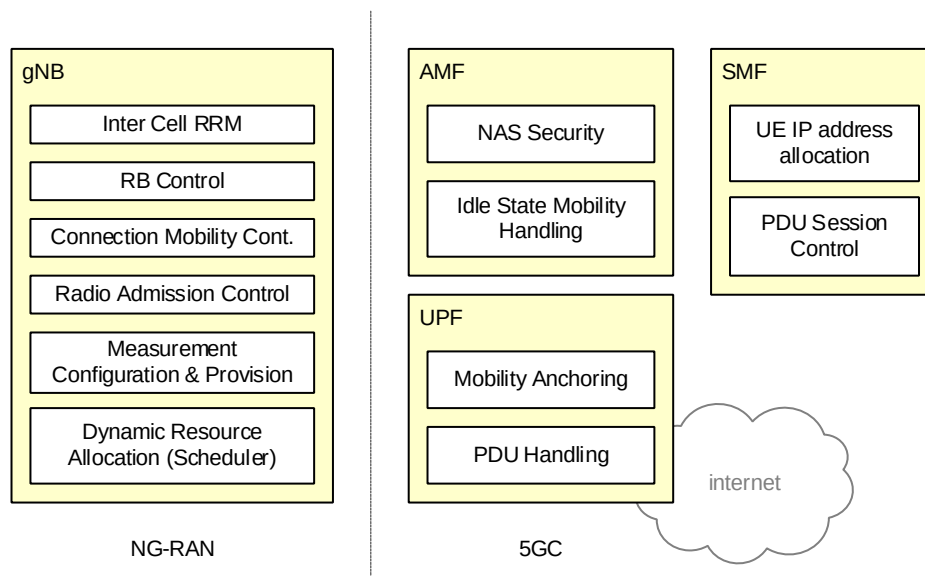 gNB
Inter Cell RRM
RB Control
Connection Mobility Cont.
Radio Admission Control
Measurement
Configuration & Provision
Dynamic Resource
Allocation (Scheduler)
NG-RAN
AMF
NAS Security
Idle State Mobility
Handling
UPF
Mobility Anchoring
PDU Handling
SMF
UE IP address
allocation
PDU Session
Control
internet
5GC